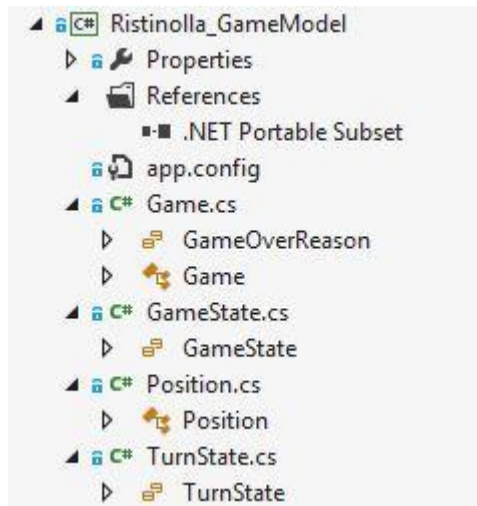 C# Ristinolla_GameModel
Properties
References
.NET Portable Subset
app.config
C# Game.cs
GameOverReason
Game
C# GameState.cs
GameState
C# Position.cs
Position
C# TurnState.cs
TurnState